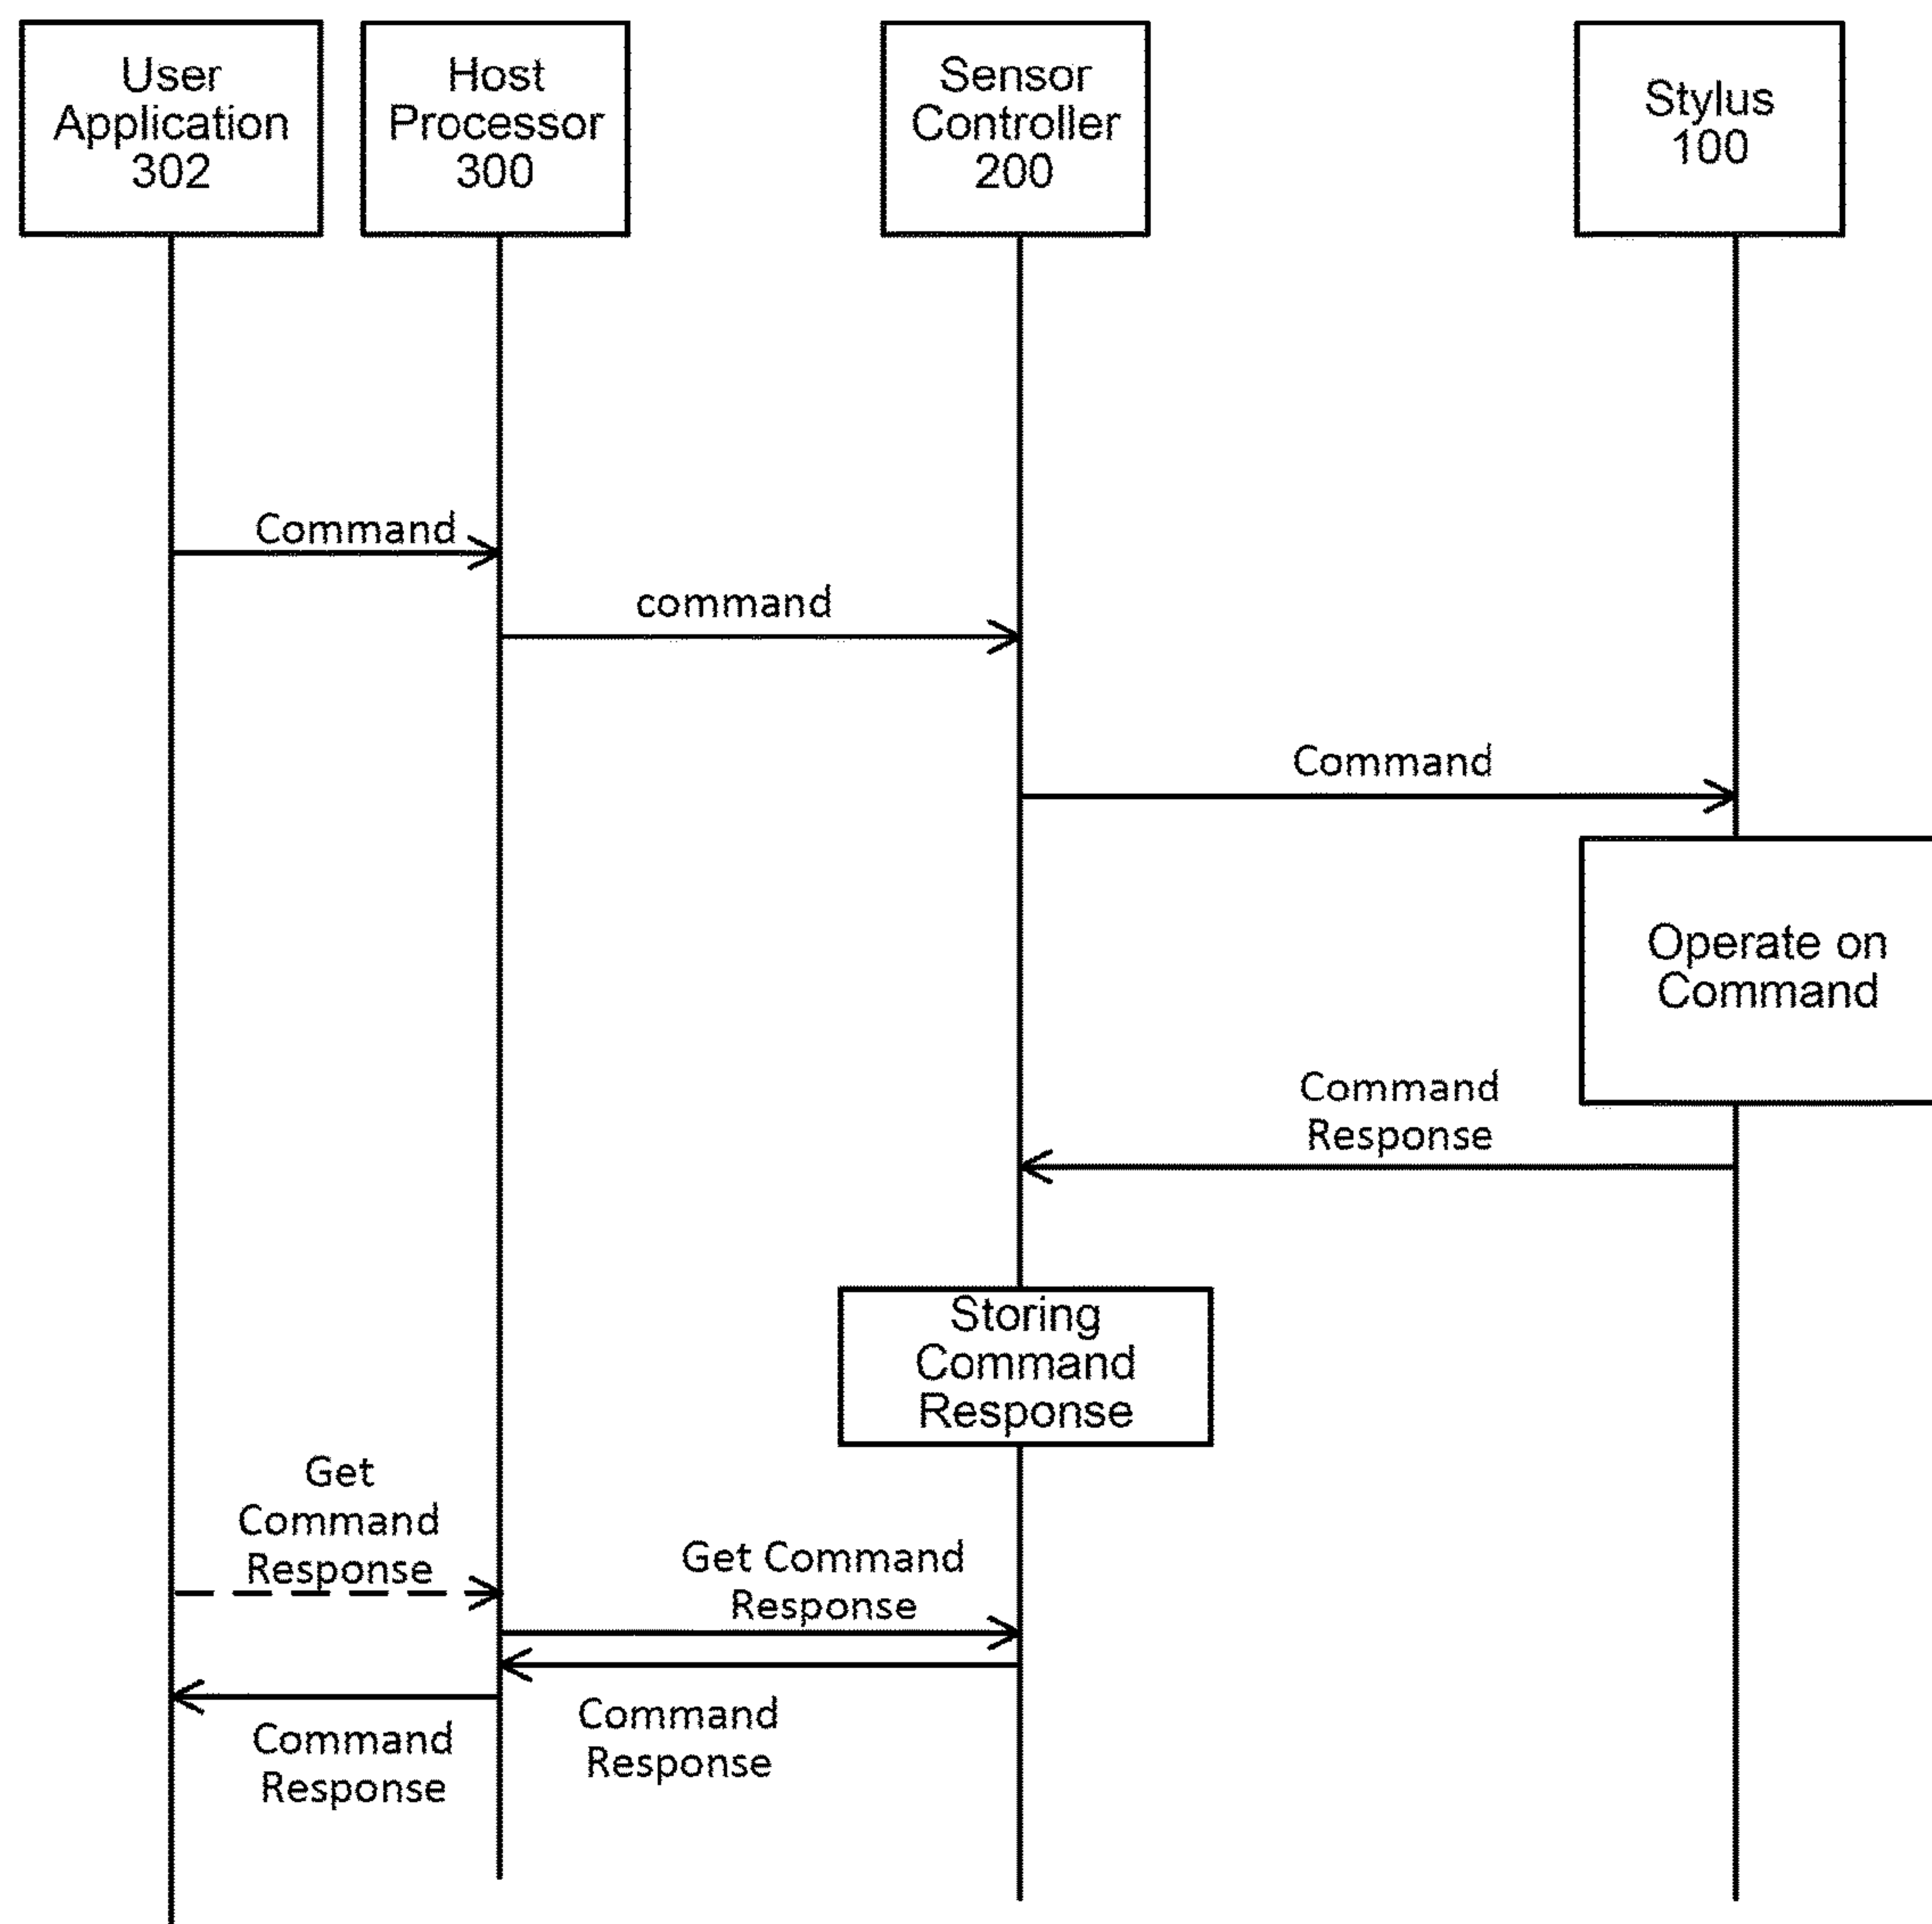 User
Application
302
Host
Processor
300
Sensor
Controller
200
Stylus
100
Command
command
Command
Operate on
Command
Command
Response
Storing
Command
Response
Get
Command
Response
Get Command
Response
Command
Response
Command
Response